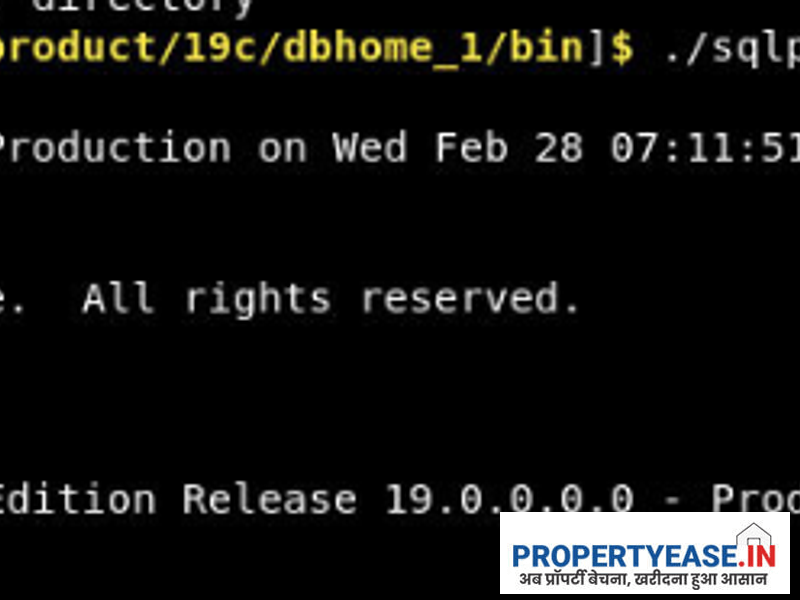 directory
product/19c/dbhome_1/bin]$ ./sqlp
Production on Wed Feb 28 07:11:51
e. All rights reserved.
Edition Release 19.0.0.0.0 - Prod
PROPERTYEASE.IN
अब प्रॉपर्टी बेचना, खरीदना हुआ आसान